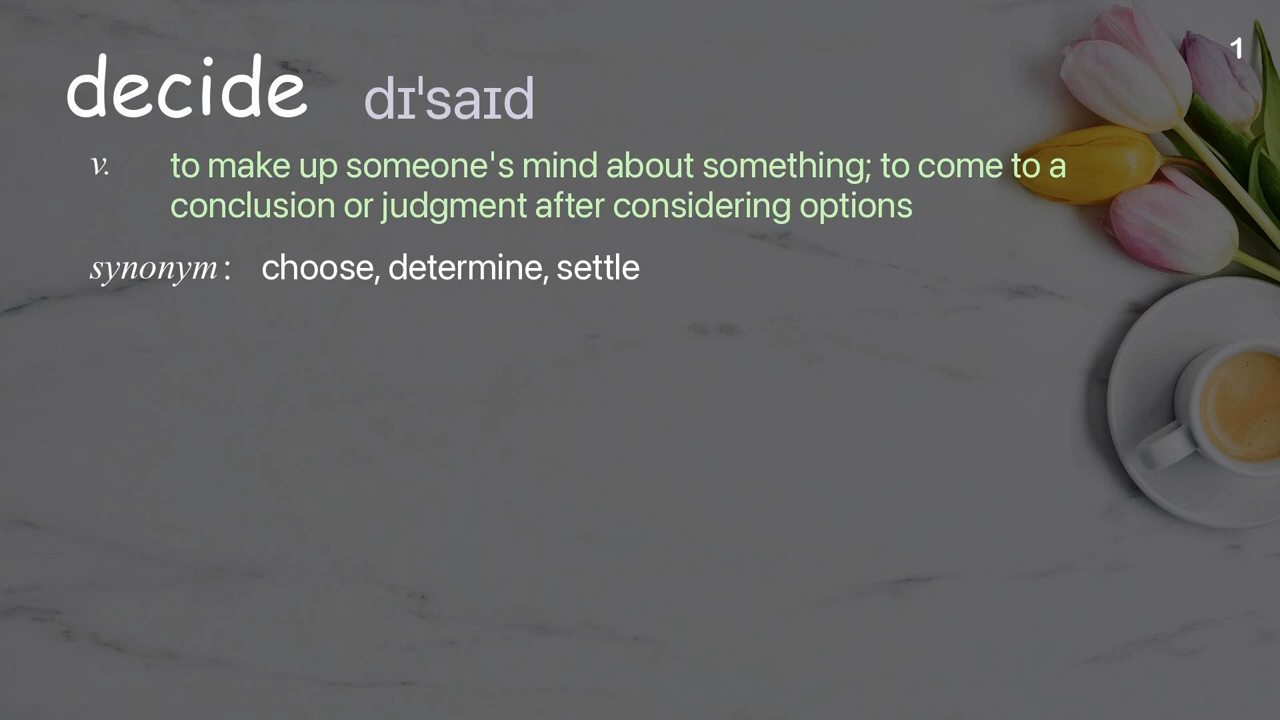 1
decide dɪˈsaɪd
v. to make up someone's mind about something; to come to a
conclusion or judgment after considering options
synonym: choose, determine, settle